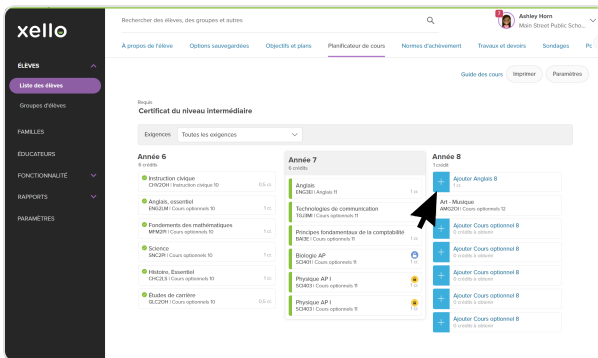 xello
Rechercher des élèves, des groupes et autres
7
Ashley Horn
Main Street Public Scho...
À propos de l'élève
Options sauvegardées
Objectifs et plans
Planificateur de cours
Normes d'achèvement
Travaux et devoirs
Sondages
Guide des cours
Imprimer
Paramètres
ÉLÈVES
Liste des élèves
Groupes d'élèves
FAMILLES
ÉDUCATEURS
FONCTIONNALITÉ
RAPPORTS
PARAMÈTRES
Requis
Certificat du niveau intermédiaire
Exigences
Toutes les exigences
Année 6
6 crédits
Instruction civique
CHV2OH | Instruction civique 10
0,5 cr.
Anglais, essentiel
ENG2LM | Cours optionnels 10
1 cr.
Fondements des mathématiques
MFM2PI | Cours optionnels 10
1 cr.
Science
SNC2PI | Cours optionnels 10
1 cr.
Histoire, Essentiel
CHC2LS | Cours optionnels 10
1 cr.
Études de carrière
GLC2OH | Cours optionnels 10
0,5 cr.
Année 7
6 crédits
Anglais
ENG3EI | Anglais 11
1 cr.
Technologies de communication
TGJ3MI | Cours optionnels 11
Principes fondamentaux de la comptabilité
BAI3E | Cours optionnels 11
1 cr.
Biologie AP
SCI401 | Cours optionnels 11
1 cr.
Physique AP I
SCI403 | Cours optionnels 11
1 cr.
Physique AP I
SCI403 | Cours optionnels 11
1 cr.
Année 8
1 crédit
Ajouter Anglais 8
1 cr.
Art - Musique
AMG2OI | Cours optionnels 12
Ajouter Cours optionnel 8
0 crédits à obtenir
Ajouter Cours optionnel 8
0 crédits à obtenir
Ajouter Cours optionnel 8
0 crédits à obtenir
Ajouter Cours optionnel 8
0 crédits à obtenir
Ajouter Cours optionnel 8
0 crédits à obtenir